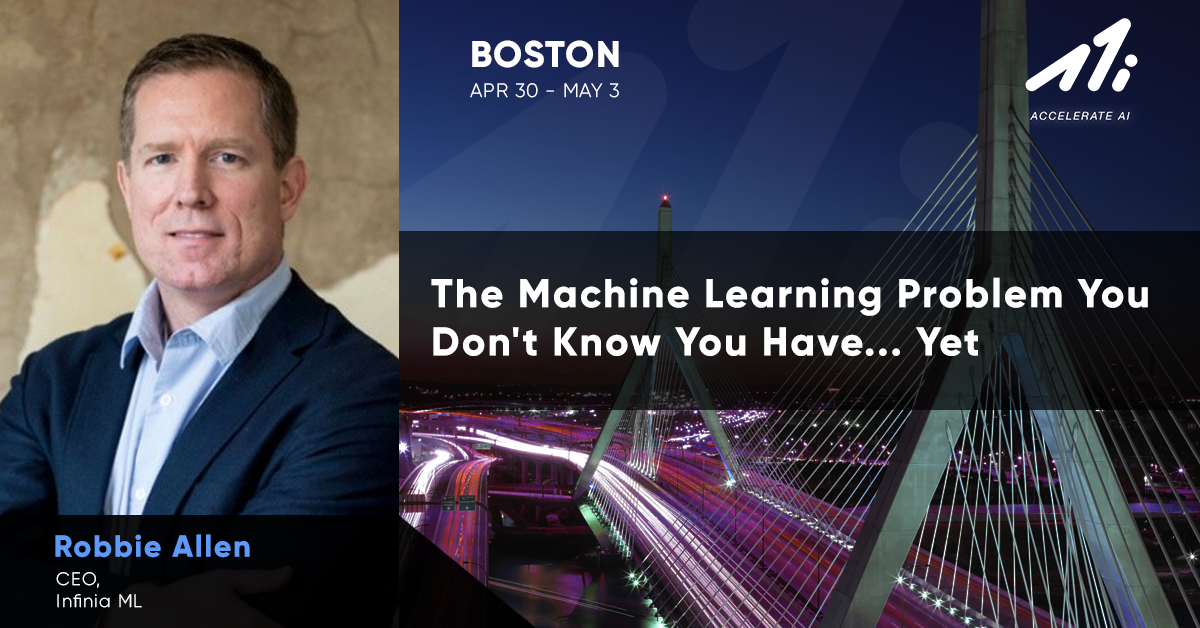 BOSTON
APR 30 - MAY 3
ACCELERATE AI
The Machine Learning Problem You
Don't Know You Have... Yet
Robbie Allen
CEO,
Infinia ML